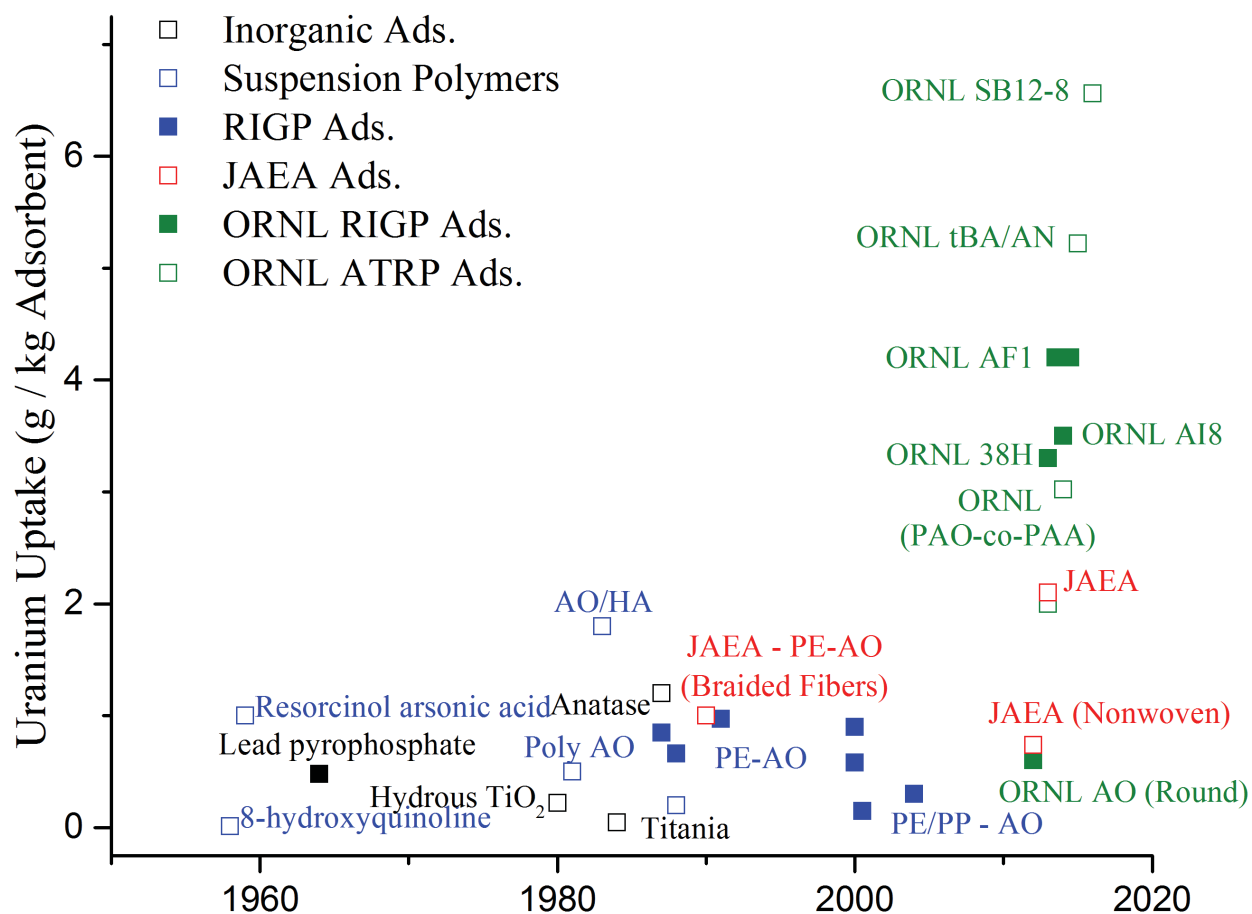 Inorganic Ads.
Suspension Polymers
RIGP Ads.
JAEA Ads.
ORNL RIGP Ads.
ORNL ATRP Ads.
Uranium Uptake (g / kg Adsorbent)
6
4
2
0
ORNL SB12-8
ORNL tBA/AN
ORNL AF1
ORNL AI8
ORNL 38H
ORNL
(PAO-co-PAA)
JAEA
AO/HA
JAEA - PE-AO
(Braided Fibers)
Resorcinol arsonic acid
Anatase
JAEA (Nonwoven)
Lead pyrophosphate
Poly AO
PE-AO
ORNL AO (Round)
Hydrous TiO₂
8-hydroxyquinoline
Titania
PE/PP - AO
1960
1980
2000
2020